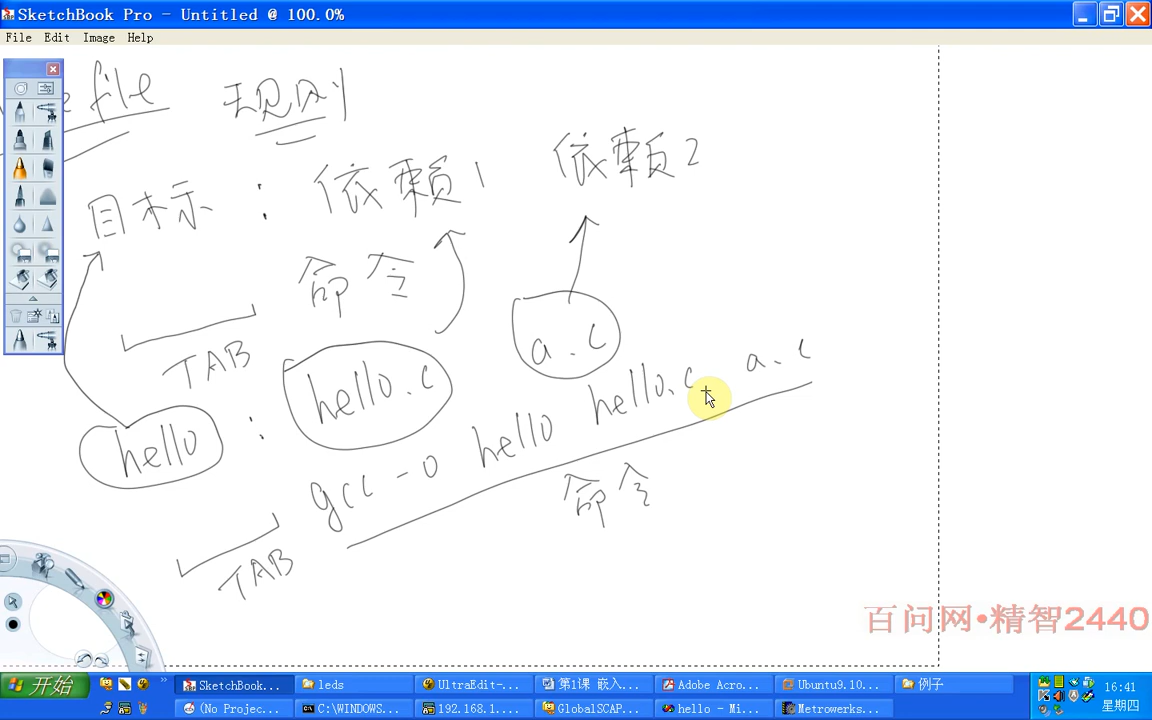 SketchBook Pro - Untitled @ 100.0%
File Edit Image Help
file 规则
目标 : 依赖1 依赖2
命令
TAB
hello : hello.c a.c
gcc -o hello hello.c a.c
TAB
命令
百问网•精智2440
开始 SketchBook... leds UltraEdit-... 第1课 嵌入... Adobe Acro... Ubuntu9.10... 例子 16:41
(No Projec... C:\WINDOWS... 192.168.1.... GlobalSCAP... hello - Mi... Metrowerks... 星期四